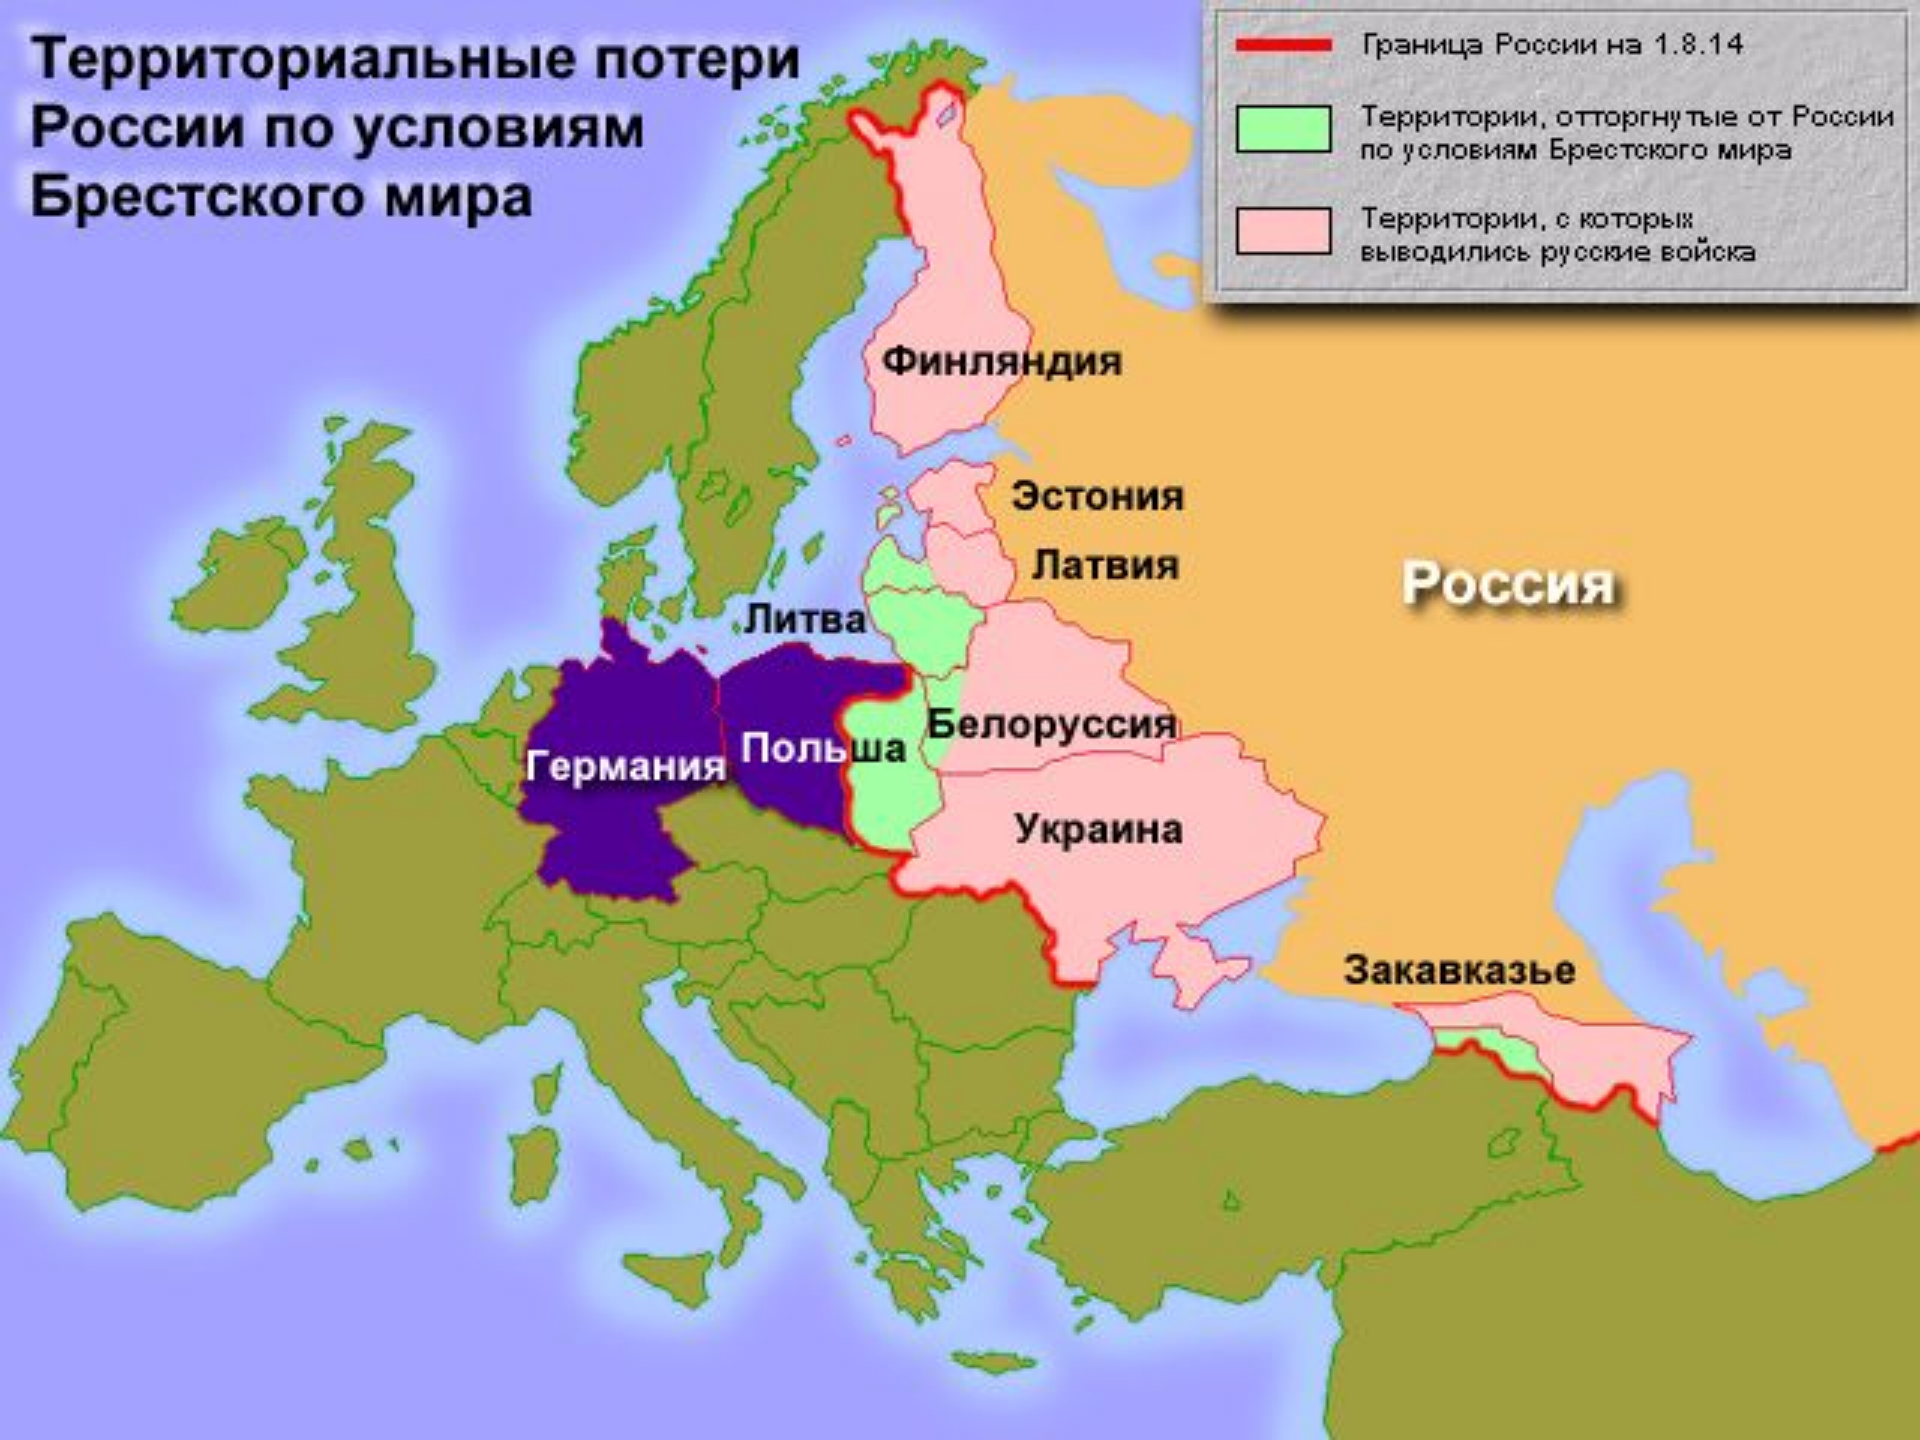 Территориальные потери
России по условиям
Брестского мира
Граница России на 1.8.14
Территории, отторгнутые от России
по условиям Брестского мира
Территории, с которых
выводились русские войска
Финляндия
Эстония
Латвия
Россия
Литва
Белоруссия
Польша
Германия
Украина
Закавказье